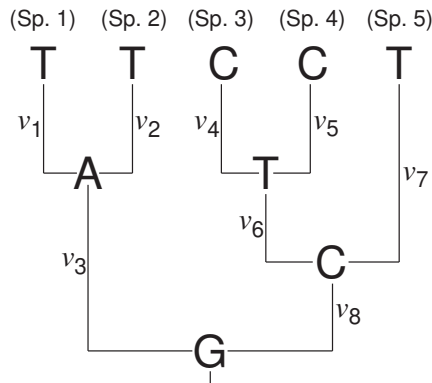 (Sp. 1) (Sp. 2) (Sp. 3) (Sp. 4) (Sp. 5)
T T C C T
v1 v2 v4 v5 v7
A T
v6
v3 C
v8
G